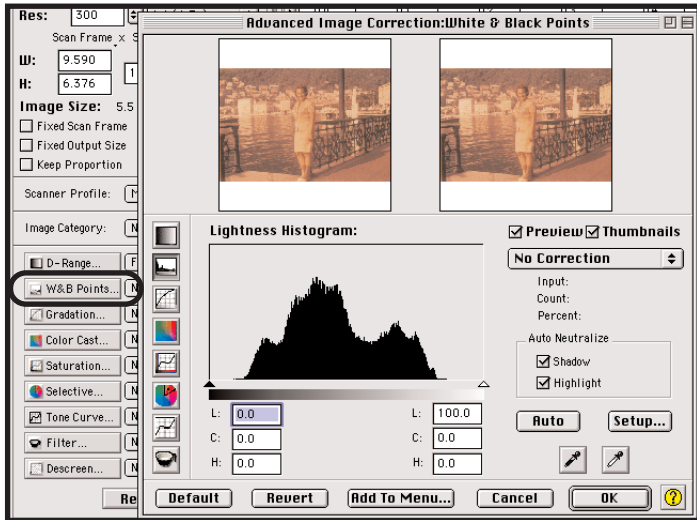 Res: 300
Scan Frame x S
W: 9.590
H: 6.376
1
Image Size: 5.5
Fixed Scan Frame
Fixed Output Size
Keep Proportion
Scanner Profile:
Image Category: N
D-Range... F
W&B Points... N
Gradation... N
Color Cast... N
Saturation... N
Selective... N
Tone Curve... N
Filter... N
Descreen... N
Re
Advanced Image Correction:White & Black Points
Lightness Histogram:
Preview Thumbnails
No Correction
Input:
Count:
Percent:
Auto Neutralize
Shadow
Highlight
L: 0.0 L: 100.0
C: 0.0 C: 0.0
H: 0.0 H: 0.0
Auto Setup...
Default Revert Add To Menu... Cancel OK ?